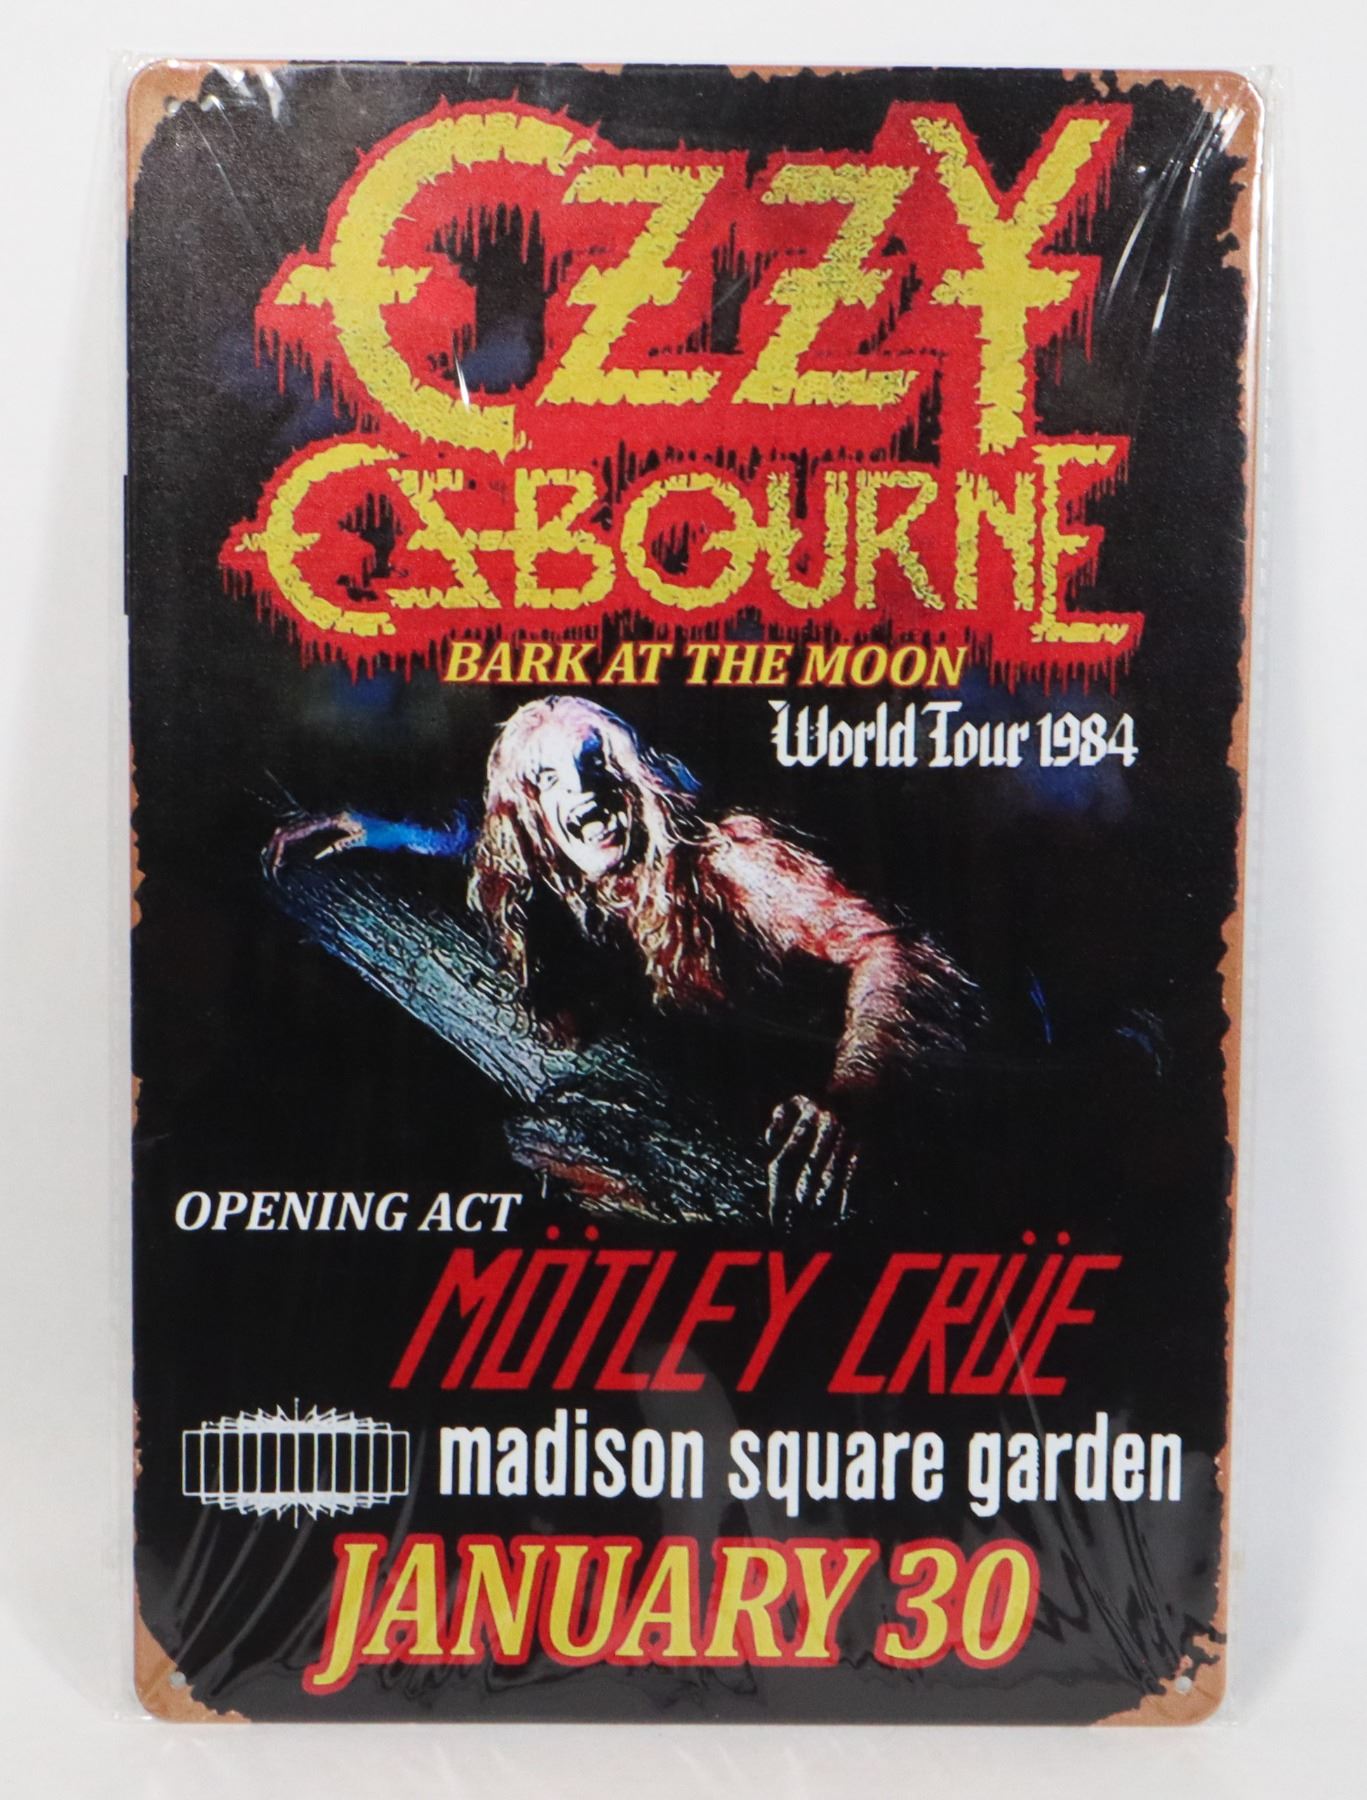 OZZY
OSBOURNE
BARK AT THE MOON
World Tour 1984
OPENING ACT
MÖTLEY CRÜE
madison square garden
JANUARY 30